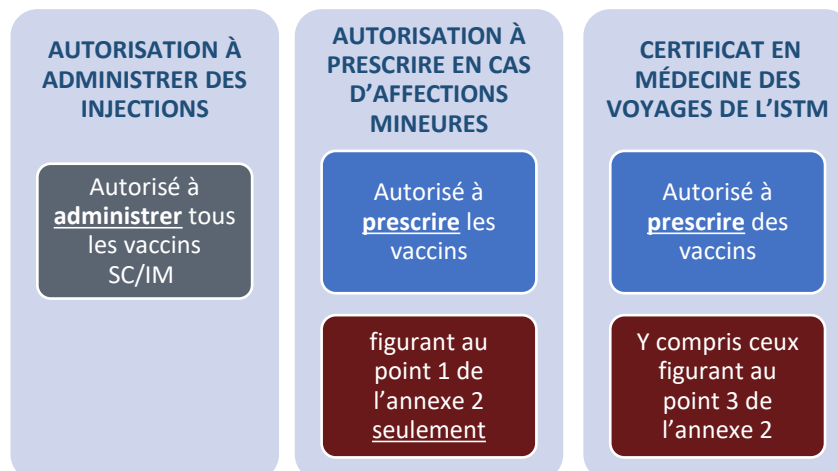 AUTORISATION À
ADMINISTRER DES
INJECTIONS
Autorisé à
administrer tous
les vaccins
SC/IM
AUTORISATION À
PRESCRIRE EN CAS
D’AFFECTIONS
MINEURES
Autorisé à
prescrire les
vaccins
figurant au
point 1 de
l’annexe 2
seulement
CERTIFICAT EN
MÉDECINE DES
VOYAGES DE L’ISTM
Autorisé à
prescrire des
vaccins
Y compris ceux
figurant au
point 3 de
l’annexe 2